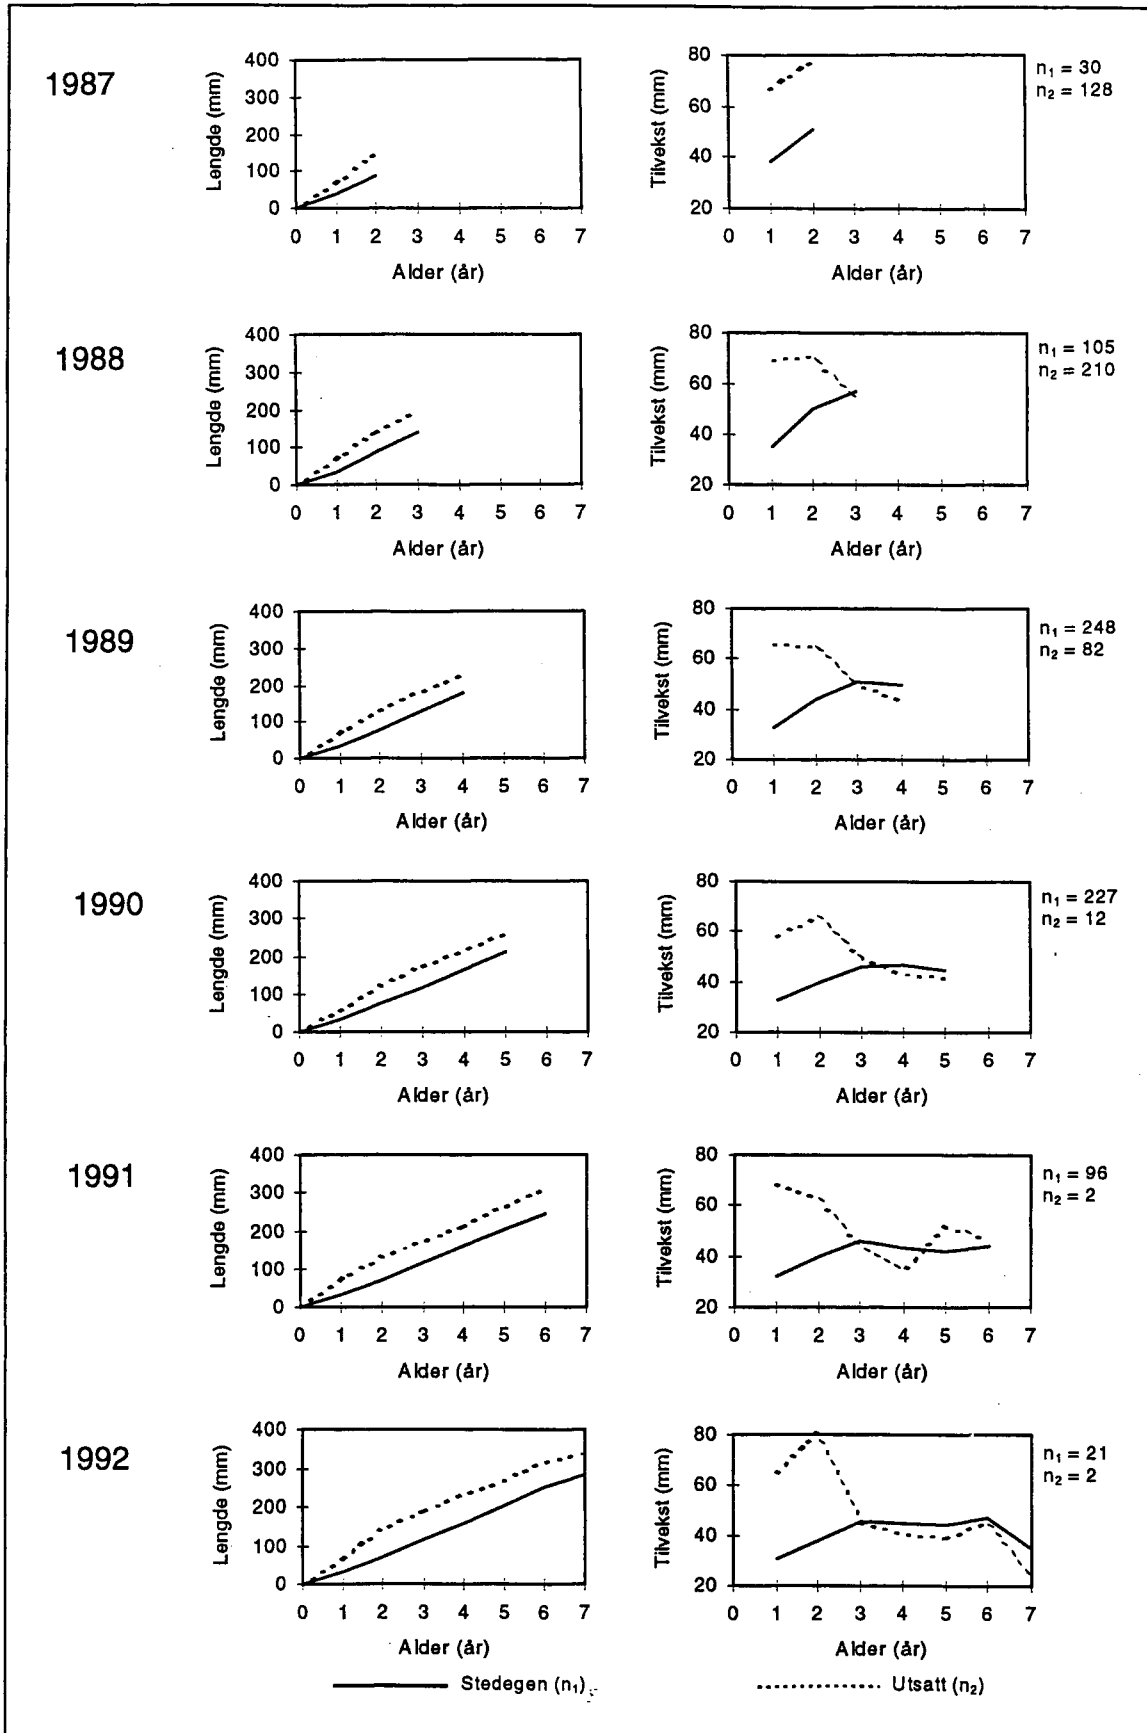 1987
Lengde (mm)
400
300
200
100
0
0 1 2 3 4 5 6 7
Alder (år)
Tilvekst (mm)
80
60
40
20
0 1 2 3 4 5 6 7
Alder (år)
n₁ = 30
n₂ = 128
1988
Lengde (mm)
400
300
200
100
0
0 1 2 3 4 5 6 7
Alder (år)
Tilvekst (mm)
80
60
40
20
0 1 2 3 4 5 6 7
Alder (år)
n₁ = 105
n₂ = 210
1989
Lengde (mm)
400
300
200
100
0
0 1 2 3 4 5 6 7
Alder (år)
Tilvekst (mm)
80
60
40
20
0 1 2 3 4 5 6 7
Alder (år)
n₁ = 248
n₂ = 82
1990
Lengde (mm)
400
300
200
100
0
0 1 2 3 4 5 6 7
Alder (år)
Tilvekst (mm)
80
60
40
20
0 1 2 3 4 5 6 7
Alder (år)
n₁ = 227
n₂ = 12
1991
Lengde (mm)
400
300
200
100
0
0 1 2 3 4 5 6 7
Alder (år)
Tilvekst (mm)
80
60
40
20
0 1 2 3 4 5 6 7
Alder (år)
n₁ = 96
n₂ = 2
1992
Lengde (mm)
400
300
200
100
0
0 1 2 3 4 5 6 7
Alder (år)
Tilvekst (mm)
80
60
40
20
0 1 2 3 4 5 6 7
Alder (år)
n₁ = 21
n₂ = 2
Stedegen (n₁)
Utsatt (n₂)